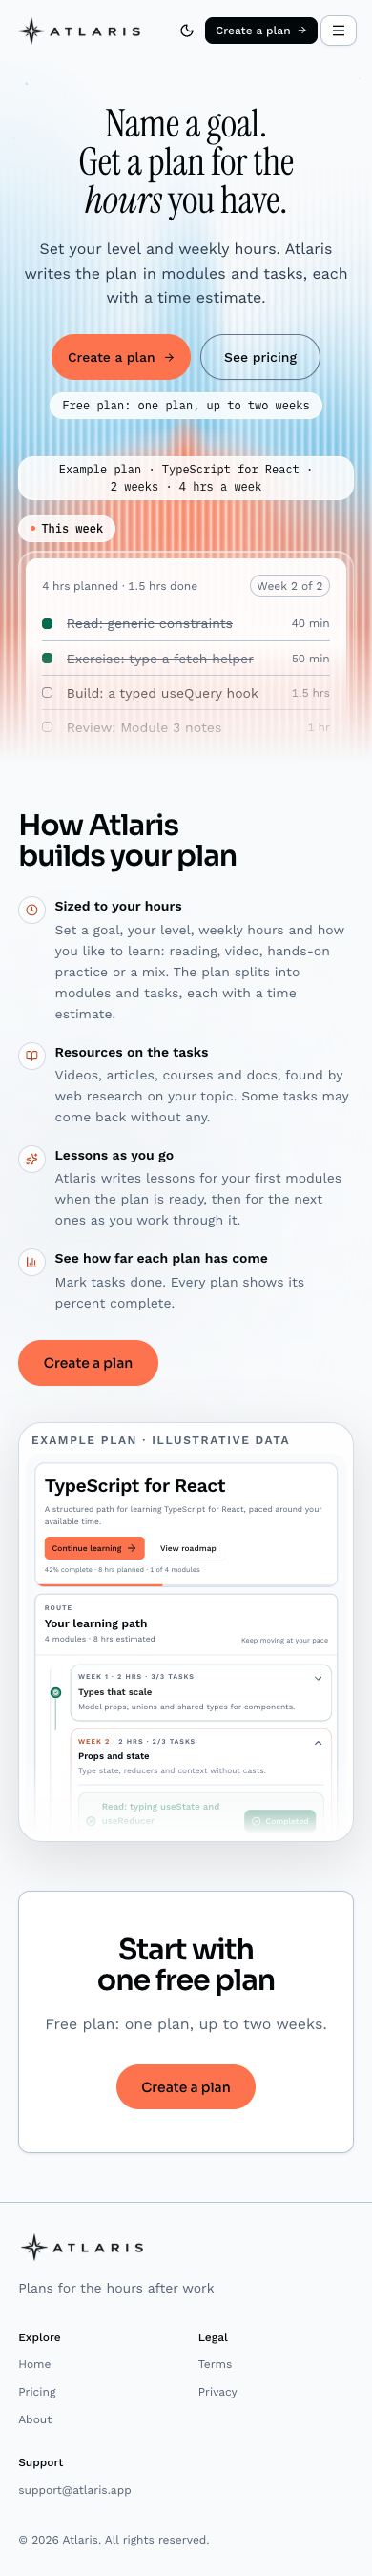 ATLARIS
Create a plan →
Name a goal.
Get a plan for the
hours you have.
Set your level and weekly hours. Atlaris
writes the plan in modules and tasks, each
with a time estimate.
Create a plan →
See pricing
Free plan: one plan, up to two weeks
Example plan · TypeScript for React ·
2 weeks · 4 hrs a week
This week
4 hrs planned · 1.5 hrs done
Week 2 of 2
Read: generic constraints
40 min
Exercise: type a fetch helper
50 min
Build: a typed useQuery hook
1.5 hrs
Review: Module 3 notes
1 hr
How Atlaris
builds your plan
Sized to your hours
Set a goal, your level, weekly hours and how
you like to learn: reading, video, hands-on
practice or a mix. The plan splits into
modules and tasks, each with a time
estimate.
Resources on the tasks
Videos, articles, courses and docs, found by
web research on your topic. Some tasks may
come back without any.
Lessons as you go
Atlaris writes lessons for your first modules
when the plan is ready, then for the next
ones as you work through it.
See how far each plan has come
Mark tasks done. Every plan shows its
percent complete.
Create a plan
EXAMPLE PLAN · ILLUSTRATIVE DATA
TypeScript for React
A structured path for learning TypeScript for React, paced around your
available time.
Continue learning →
View roadmap
42% complete · 8 hrs planned · 1 of 4 modules
ROUTE
Your learning path
4 modules · 8 hrs estimated
Keep moving at your pace
WEEK 1 · 2 HRS · 3/3 TASKS
Types that scale
Model props, unions and shared types for components.
WEEK 2 · 2 HRS · 2/3 TASKS
Props and state
Type state, reducers and context without casts.
Read: typing useState and
useReducer
Completed
Start with
one free plan
Free plan: one plan, up to two weeks.
Create a plan
ATLARIS
Plans for the hours after work
Explore
Legal
Home
Terms
Pricing
Privacy
About
Support
support@atlaris.app
© 2026 Atlaris. All rights reserved.